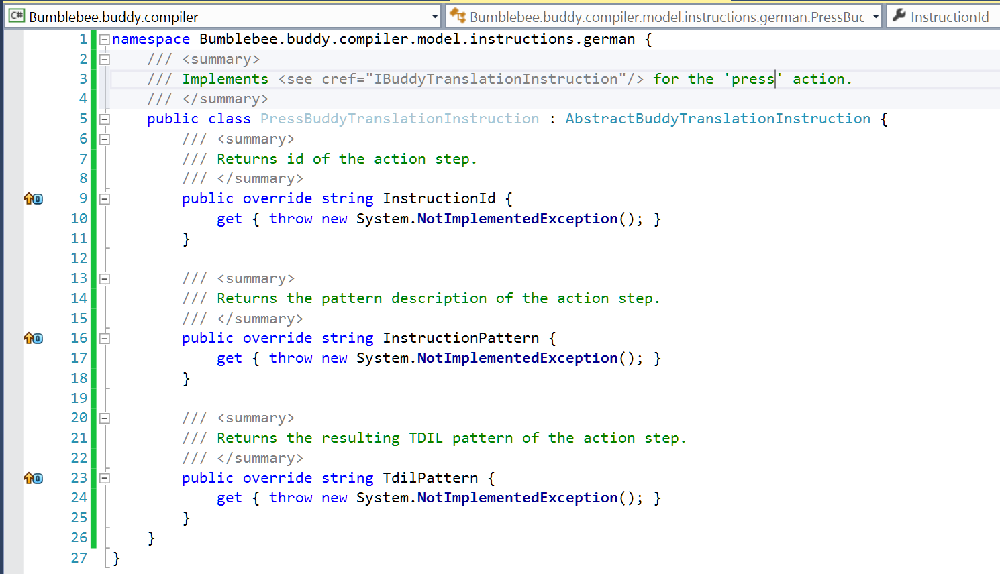 C# Bumblebee.buddy.compiler
Bumblebee.buddy.compiler.model.instructions.german.PressBuc
InstructionId
1 namespace Bumblebee.buddy.compiler.model.instructions.german {
2 /// <summary>
3 /// Implements <see cref="IBuddyTranslationInstruction"/> for the 'press' action.
4 /// </summary>
5 public class PressBuddyTranslationInstruction : AbstractBuddyTranslationInstruction {
6 /// <summary>
7 /// Returns id of the action step.
8 /// </summary>
9 public override string InstructionId {
10 get { throw new System.NotImplementedException(); }
11 }
12
13 /// <summary>
14 /// Returns the pattern description of the action step.
15 /// </summary>
16 public override string InstructionPattern {
17 get { throw new System.NotImplementedException(); }
18 }
19
20 /// <summary>
21 /// Returns the resulting TDIL pattern of the action step.
22 /// </summary>
23 public override string TdilPattern {
24 get { throw new System.NotImplementedException(); }
25 }
26 }
27 }